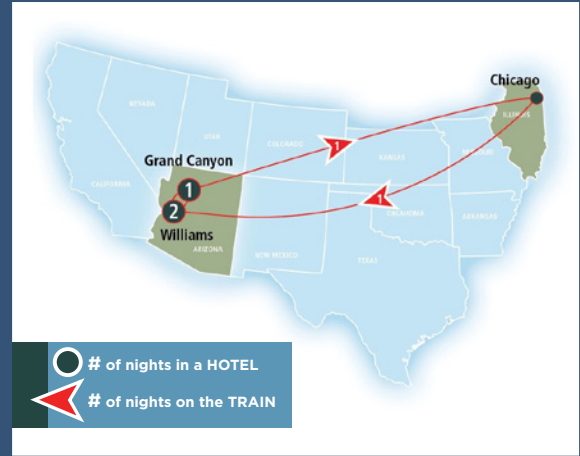 Chicago
NEVADA
ILLINOIS
UTAH
COLORADO
KANSAS
MISSOURI
1
Grand Canyon
1
CALIFORNIA
2
1
OKLAHOMA
ARKANSAS
Williams
ARIZONA
NEW MEXICO
TEXAS
# of nights in a HOTEL
# of nights on the TRAIN